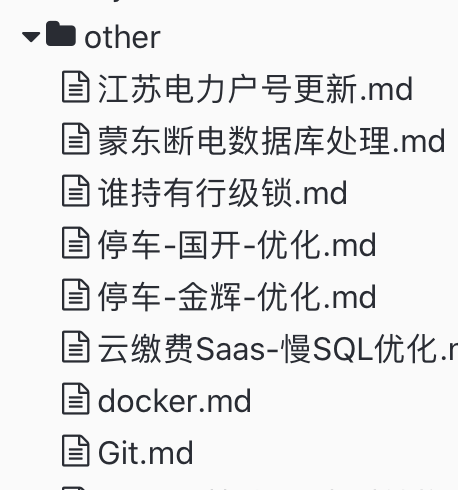 other
江苏电力户号更新.md
蒙东断电数据库处理.md
谁持有行级锁.md
停车-国开-优化.md
停车-金辉-优化.md
云缴费Saas-慢SQL优化.
docker.md
Git.md